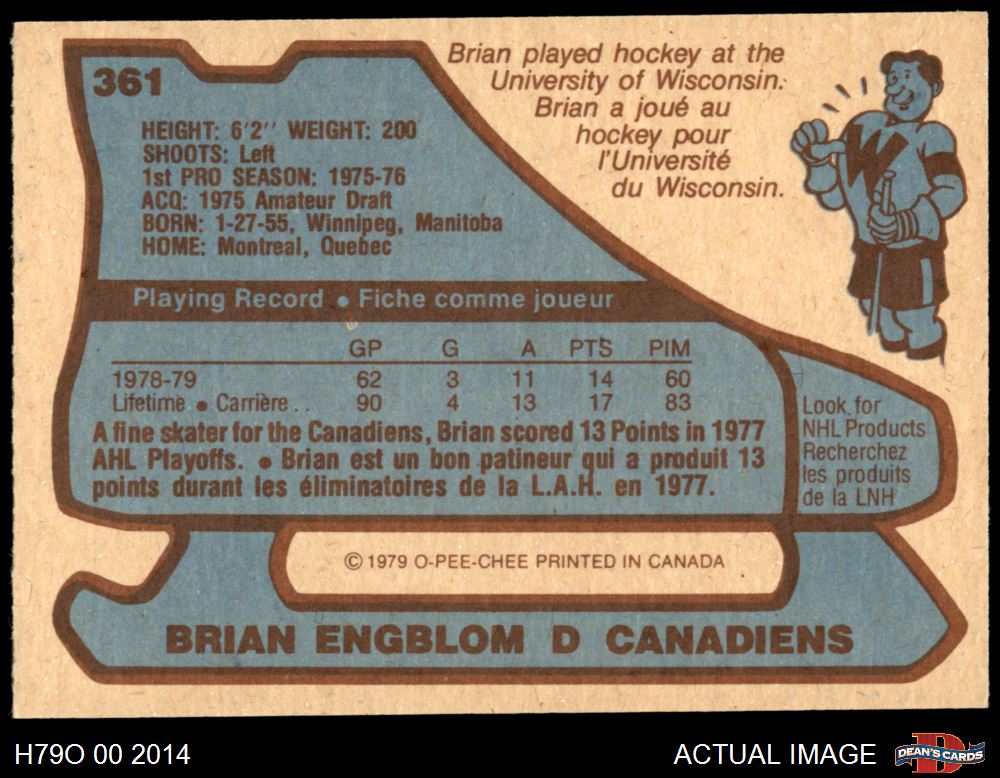 361
Brian played hockey at the
University of Wisconsin.
Brian a joué au
hockey pour
l'Université
du Wisconsin.
W
HEIGHT: 6'2'' WEIGHT: 200
SHOOTS: Left
1st PRO SEASON: 1975-76
ACQ: 1975 Amateur Draft
BORN: 1-27-55, Winnipeg, Manitoba
HOME: Montreal, Quebec
Playing Record • Fiche comme joueur
GP G A PTS PIM
1978-79 62 3 11 14 60
Lifetime • Carrière . . 90 4 13 17 83
A fine skater for the Canadiens, Brian scored 13 Points in 1977
AHL Playoffs. • Brian est un bon patineur qui a produit 13
points durant les éliminatoires de la L.A.H. en 1977.
Look for
NHL Products
Recherchez
les produits
de la LNH
© 1979 O-PEE-CHEE PRINTED IN CANADA
BRIAN ENGBLOM D CANADIENS
H79O 00 2014
ACTUAL IMAGE
D
DEAN'S CARDS